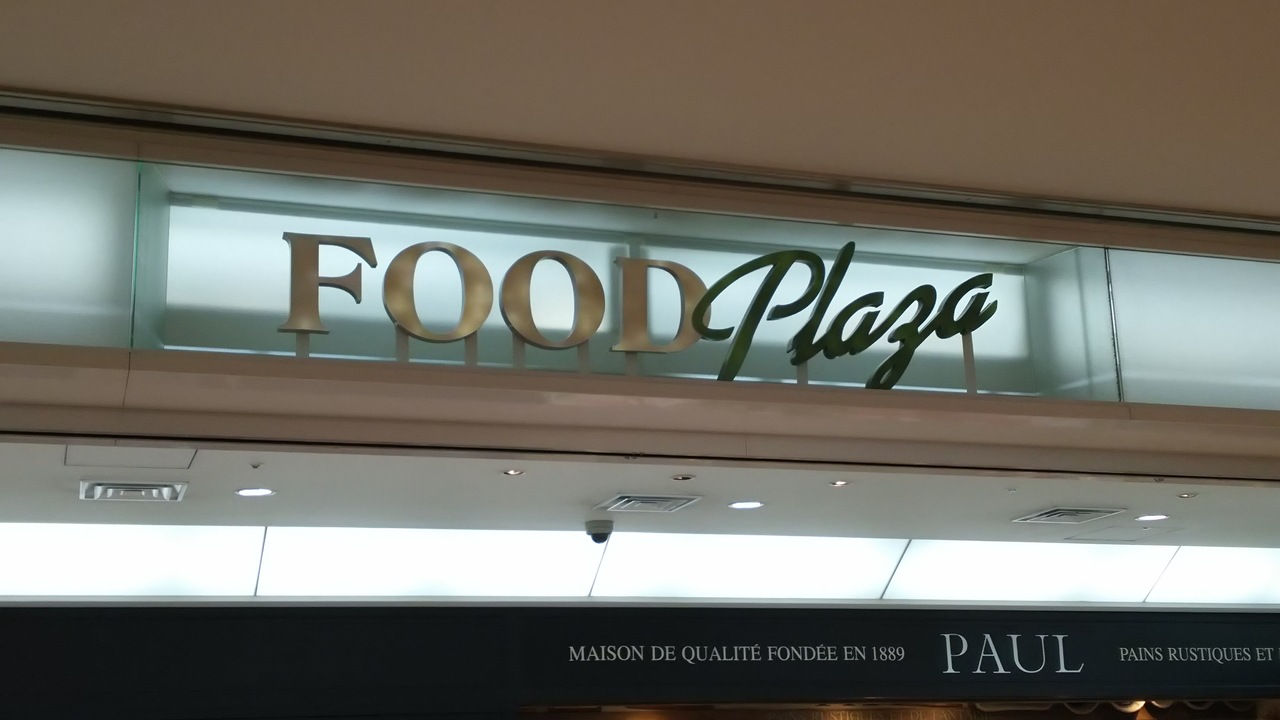 FOOD Plaza
MAISON DE QUALITÉ FONDÉE EN 1889 PAUL PAINS RUSTIQUES ET